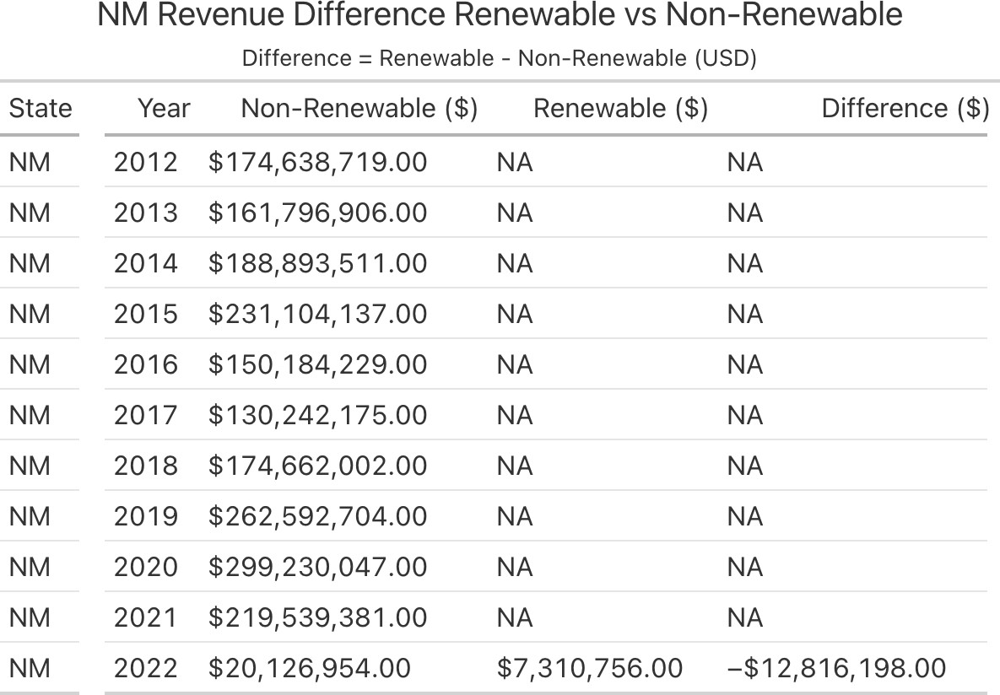 NM Revenue Difference Renewable vs Non-Renewable
Difference = Renewable - Non-Renewable (USD)
State Year Non-Renewable ($) Renewable ($) Difference ($)
NM 2012 $174,638,719.00 NA NA
NM 2013 $161,796,906.00 NA NA
NM 2014 $188,893,511.00 NA NA
NM 2015 $231,104,137.00 NA NA
NM 2016 $150,184,229.00 NA NA
NM 2017 $130,242,175.00 NA NA
NM 2018 $174,662,002.00 NA NA
NM 2019 $262,592,704.00 NA NA
NM 2020 $299,230,047.00 NA NA
NM 2021 $219,539,381.00 NA NA
NM 2022 $20,126,954.00 $7,310,756.00 −$12,816,198.00